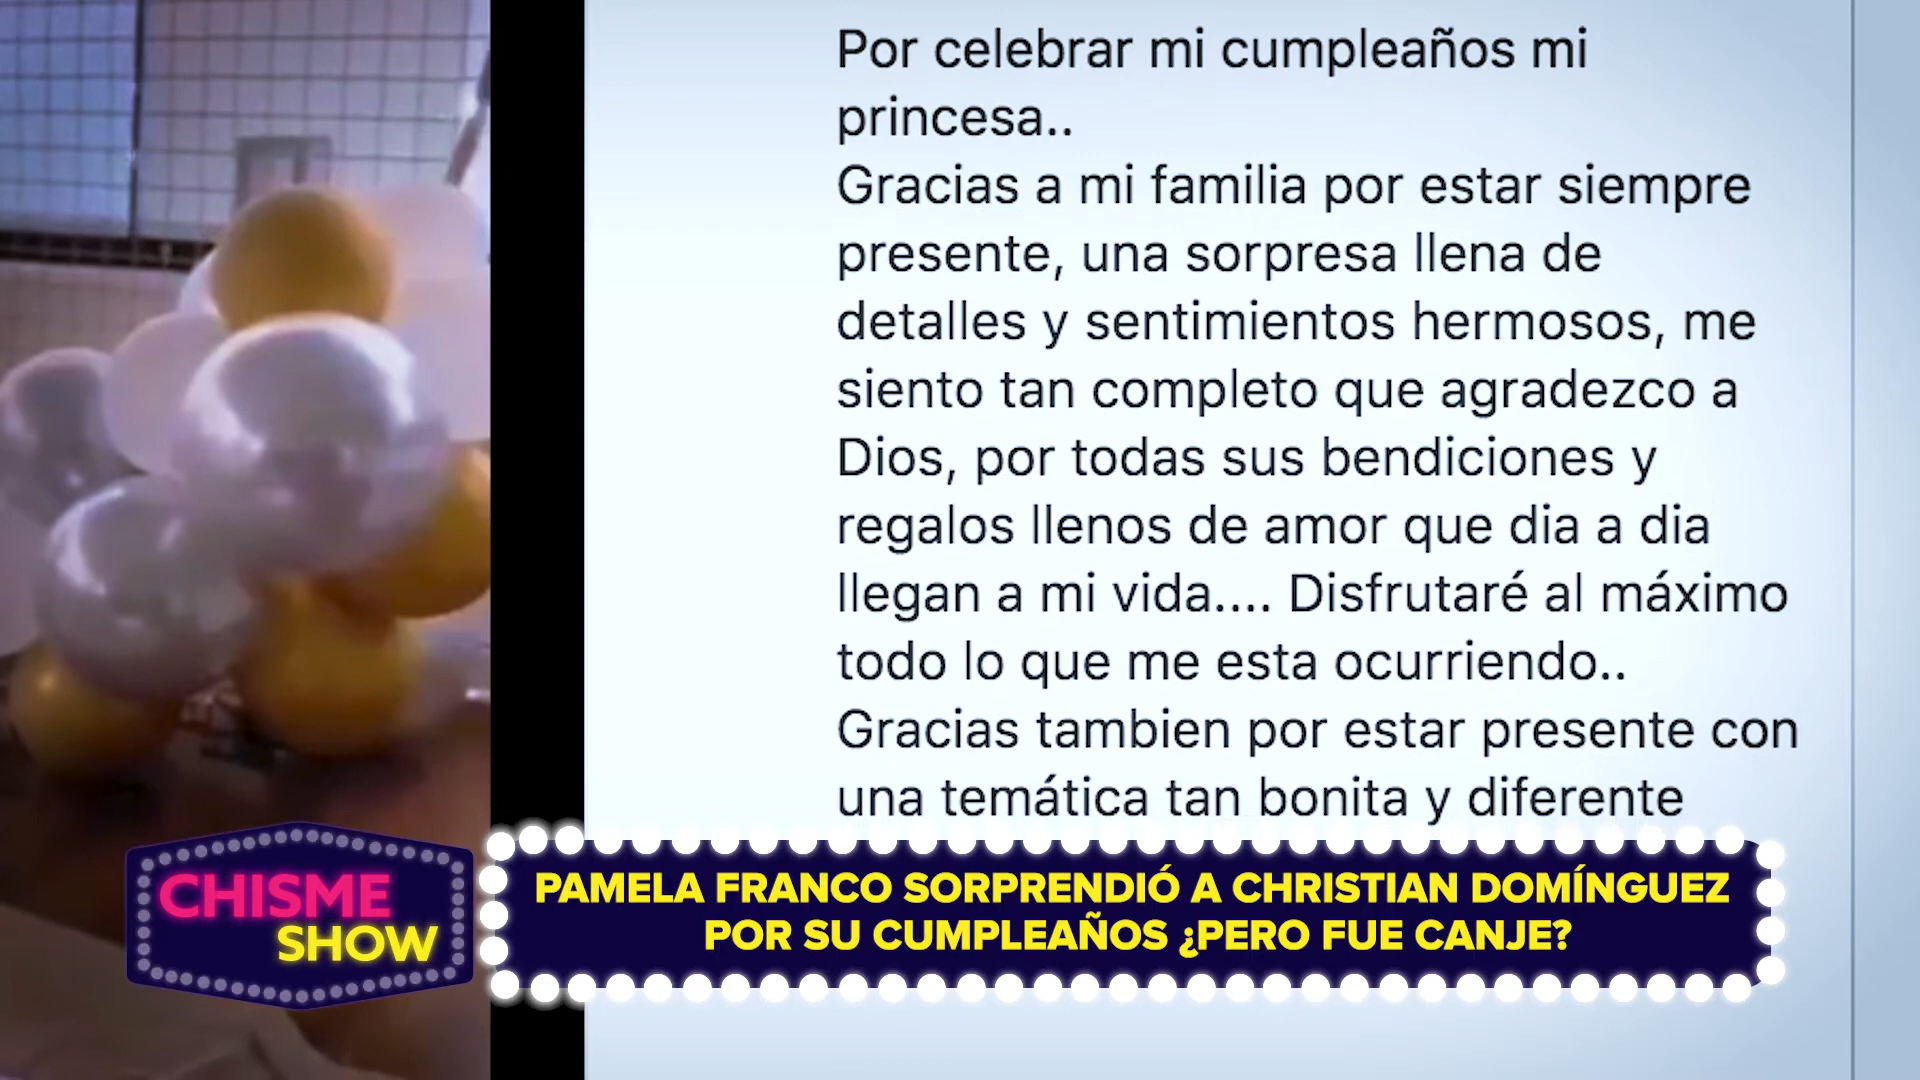 Por celebrar mi cumpleaños mi
princesa..
Gracias a mi familia por estar siempre
presente, una sorpresa llena de
detalles y sentimientos hermosos, me
siento tan completo que agradezco a
Dios, por todas sus bendiciones y
regalos llenos de amor que dia a dia
llegan a mi vida.... Disfrutaré al máximo
todo lo que me esta ocurriendo..
Gracias tambien por estar presente con
una temática tan bonita y diferente
CHISME
SHOW
PAMELA FRANCO SORPRENDIÓ A CHRISTIAN DOMÍNGUEZ
POR SU CUMPLEAÑOS ¿PERO FUE CANJE?